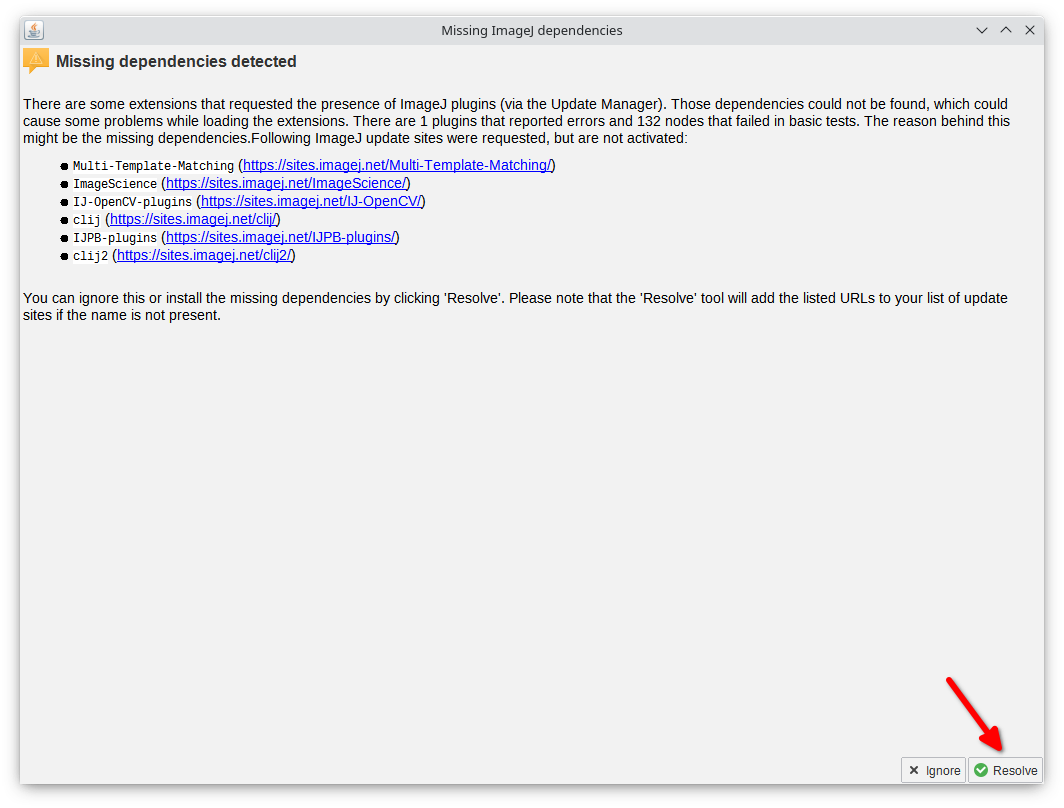 Missing ImageJ dependencies
Missing dependencies detected
There are some extensions that requested the presence of ImageJ plugins (via the Update Manager). Those dependencies could not be found, which could
cause some problems while loading the extensions. There are 1 plugins that reported errors and 132 nodes that failed in basic tests. The reason behind this
might be the missing dependencies.Following ImageJ update sites were requested, but are not activated:
● Multi-Template-Matching (https://sites.imagej.net/Multi-Template-Matching/)
● ImageScience (https://sites.imagej.net/ImageScience/)
● IJ-OpenCV-plugins (https://sites.imagej.net/IJ-OpenCV/)
● clij (https://sites.imagej.net/clij/)
● IJPB-plugins (https://sites.imagej.net/IJPB-plugins/)
● clij2 (https://sites.imagej.net/clij2/)
You can ignore this or install the missing dependencies by clicking 'Resolve'. Please note that the 'Resolve' tool will add the listed URLs to your list of update
sites if the name is not present.
Ignore Resolve